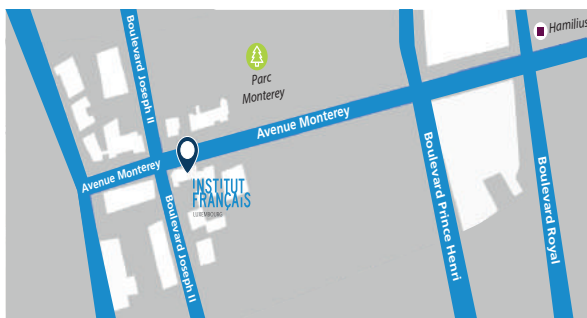 Hamilius
Boulevard Joseph II
Parc
Monterey
Avenue Monterey
Avenue Monterey
INSTITUT
FRANÇAIS
LUXEMBOURG
Boulevard Joseph II
Boulevard Prince Henri
Boulevard Royal